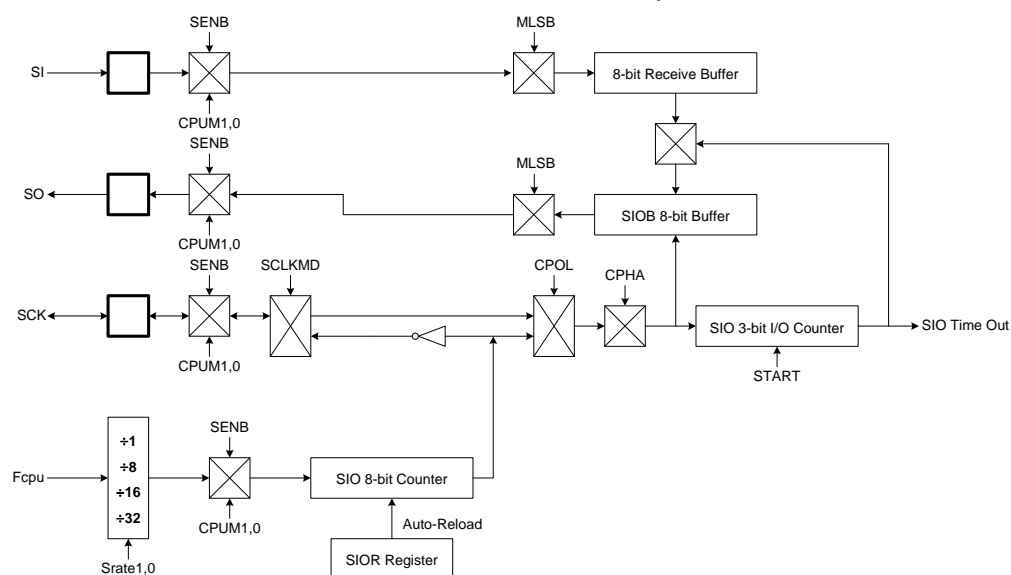 SENB
MLSB
SI
8-bit Receive Buffer
CPUM1,0
SENB
MLSB
SO
SIOB 8-bit Buffer
CPUM1,0
SENB
SCLKMD
CPOL
CPHA
SCK
SIO 3-bit I/O Counter
SIO Time Out
CPUM1,0
START
÷1
÷8
÷16
÷32
SENB
Fcpu
SIO 8-bit Counter
CPUM1,0
Auto-Reload
SIOR Register
Srate1,0